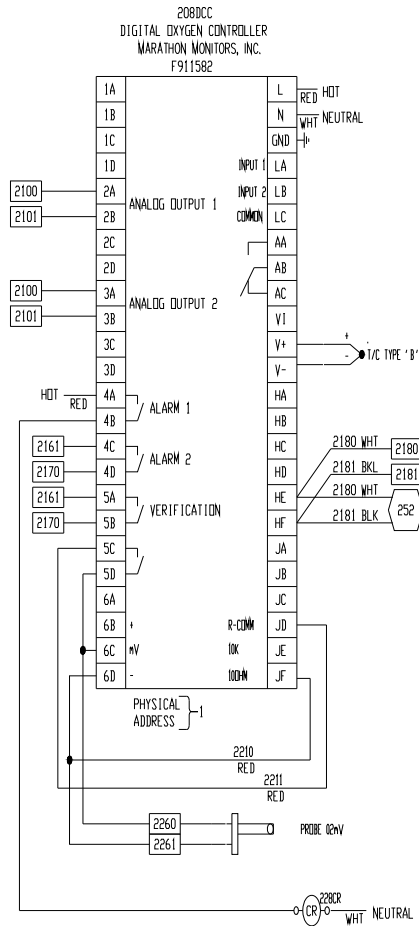 208DCC
DIGITAL OXYGEN CONTROLLER
MARATHON MONITORS, INC.
F911582
1A L RED HOT
1B N WHT NEUTRAL
1C GND
1D INPUT 1 LA
2100 2A ANALOG OUTPUT 1 INPUT 2 LB
2101 2B COMMON LC
2C AA
2D AB
2100 3A ANALOG OUTPUT 2 AC
2101 3B VI
3C V+ + T/C TYPE 'B'
3D V- -
HOT RED 4A ALARM 1 HA
4B HB
2161 4C ALARM 2 HC 2180 WHT 2180
2170 4D HD 2181 BKL 2181
2161 5A VERIFICATION HE 2180 WHT 252
2170 5B HF 2181 BLK
5C JA
5D JB
6A JC
6B + R-COMM JD
6C mV 10K JE
6D - 100HM JF
PHYSICAL
ADDRESS 1
2210
RED
2211
RED
2260 PROBE 02mV
2261
CR 228CR WHT NEUTRAL